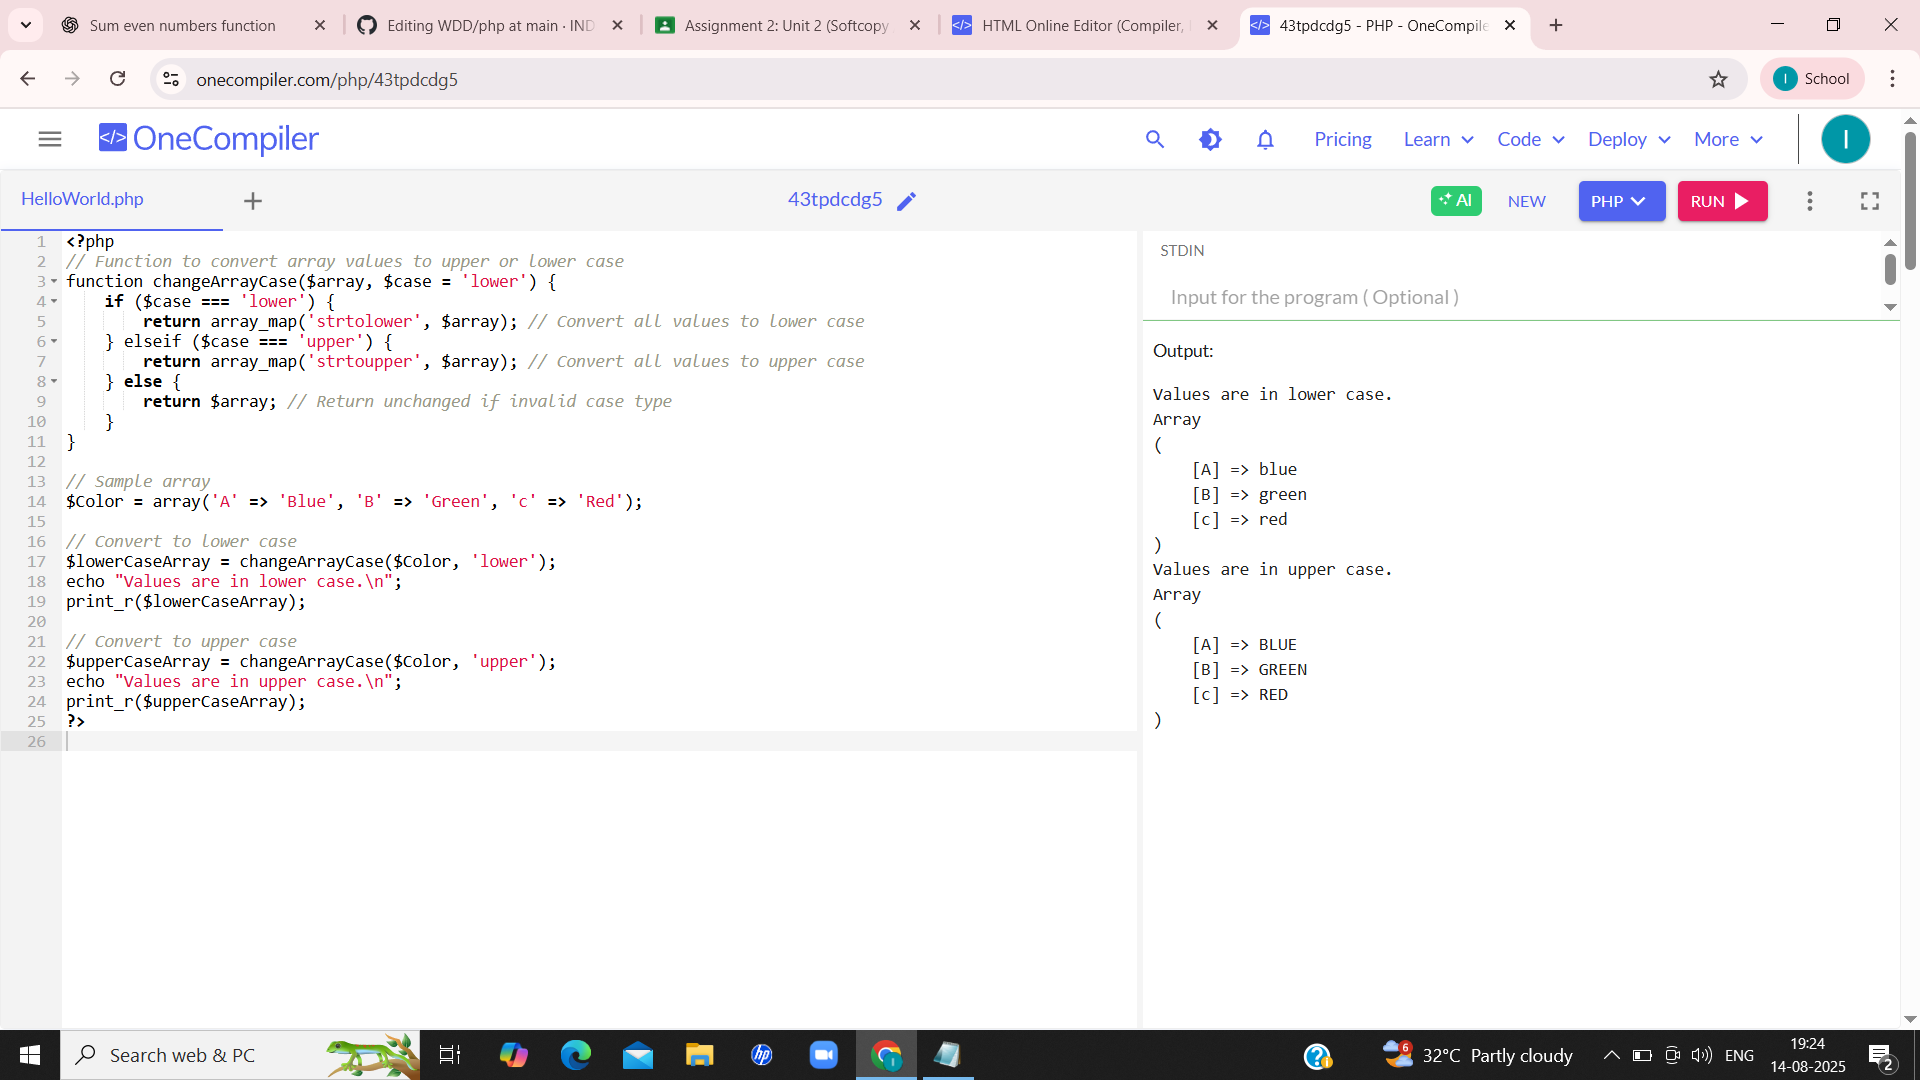 Sum even numbers function
Editing WDD/php at main · IND
Assignment 2: Unit 2 (Softcopy
HTML Online Editor (Compiler,
43tpdcdg5 - PHP - OneCompile
onecompiler.com/php/43tpdcdg5
I School
</> OneCompiler
Pricing Learn Code Deploy More I
HelloWorld.php
43tpdcdg5
AI NEW PHP RUN
1 <?php
2 // Function to convert array values to upper or lower case
3 function changeArrayCase($array, $case = 'lower') {
4 if ($case === 'lower') {
5 return array_map('strtolower', $array); // Convert all values to lower case
6 } elseif ($case === 'upper') {
7 return array_map('strtoupper', $array); // Convert all values to upper case
8 } else {
9 return $array; // Return unchanged if invalid case type
10 }
11 }
12
13 // Sample array
14 $Color = array('A' => 'Blue', 'B' => 'Green', 'c' => 'Red');
15
16 // Convert to lower case
17 $lowerCaseArray = changeArrayCase($Color, 'lower');
18 echo "Values are in lower case.\n";
19 print_r($lowerCaseArray);
20
21 // Convert to upper case
22 $upperCaseArray = changeArrayCase($Color, 'upper');
23 echo "Values are in upper case.\n";
24 print_r($upperCaseArray);
25 ?>
26
STDIN
Input for the program ( Optional )
Output:
Values are in lower case.
Array
(
[A] => blue
[B] => green
[c] => red
)
Values are in upper case.
Array
(
[A] => BLUE
[B] => GREEN
[c] => RED
)
Search web & PC
hp
6
32°C Partly cloudy
ENG
19:24
14-08-2025
2